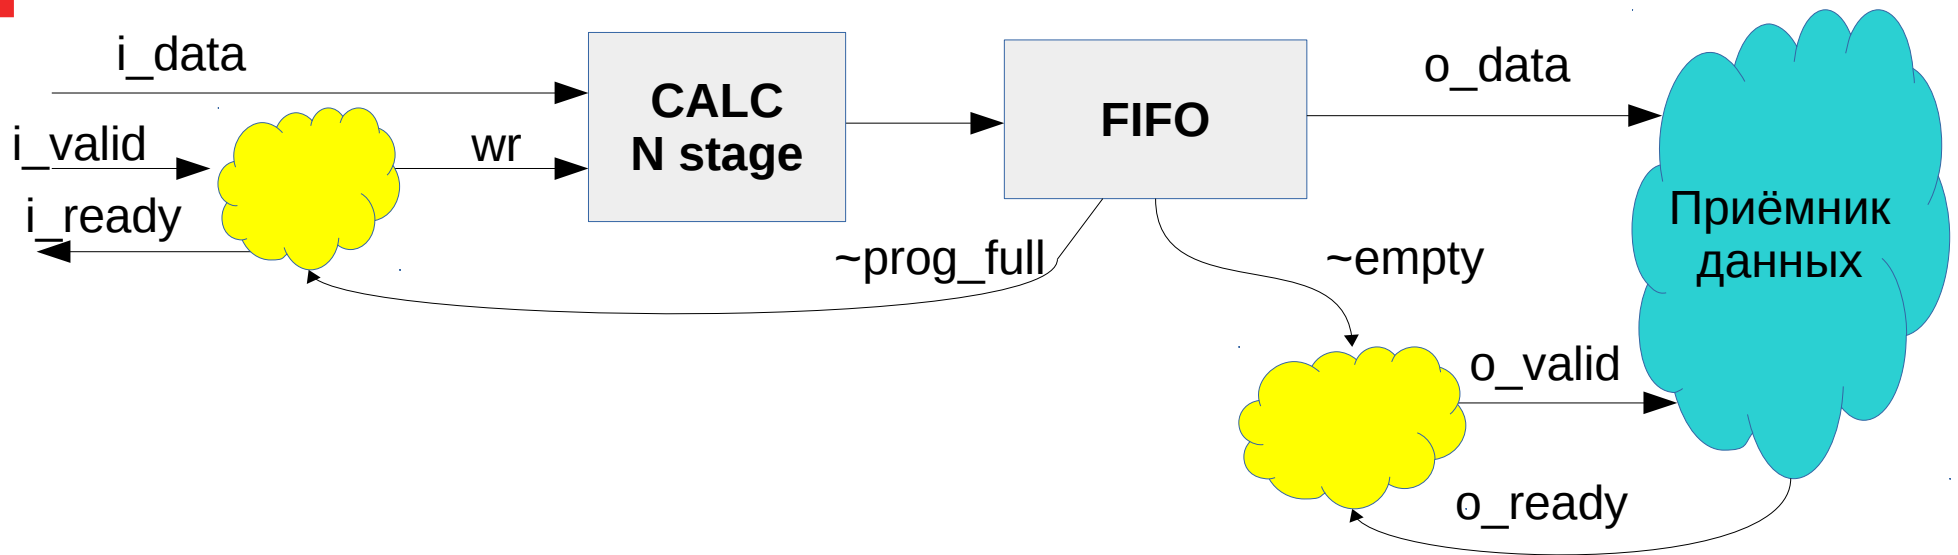 i_data
i_valid
i_ready
wr
CALC
N stage
FIFO
~prog_full
~empty
o_data
o_valid
o_ready
Приёмник
данных